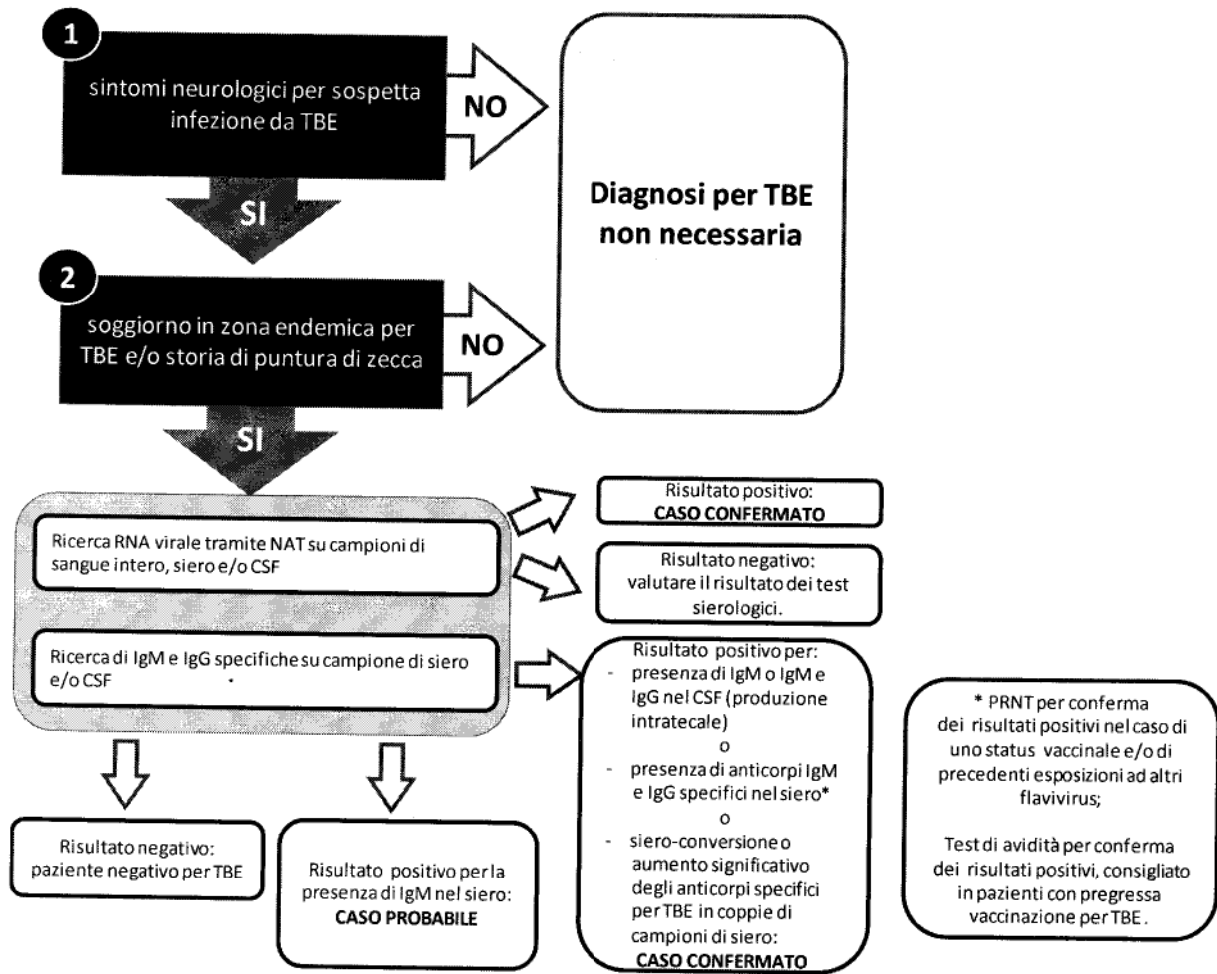 1
sintomi neurologici per sospetta
infezione da TBE
NO
SI
Diagnosi per TBE
non necessaria
2
soggiorno in zona endemica per
TBE e/o storia di puntura di zecca
NO
SI
Ricerca RNA virale tramite NAT su campioni di
sangue intero, siero e/o CSF
Ricerca di IgM e IgG specifiche su campione di siero
e/o CSF
Risultato positivo:
CASO CONFERMATO
Risultato negativo:
valutare il risultato dei test
sierologici.
Risultato positivo per:
- presenza di IgM o IgM e
IgG nel CSF (produzione
intratecale)
o
- presenza di anticorpi IgM
e IgG specifici nel siero*
o
- siero-conversione o
aumento significativo
degli anticorpi specifici
per TBE in coppie di
campioni di siero:
CASO CONFERMATO
* PRNT per conferma
dei risultati positivi nel caso di
uno status vaccinale e/o di
precedenti esposizioni ad altri
flavivirus;
Test di avidità per conferma
dei risultati positivi, consigliato
in pazienti con pregressa
vaccinazione per TBE.
Risultato negativo:
paziente negativo per TBE
Risultato positivo per la
presenza di IgM nel siero:
CASO PROBABILE